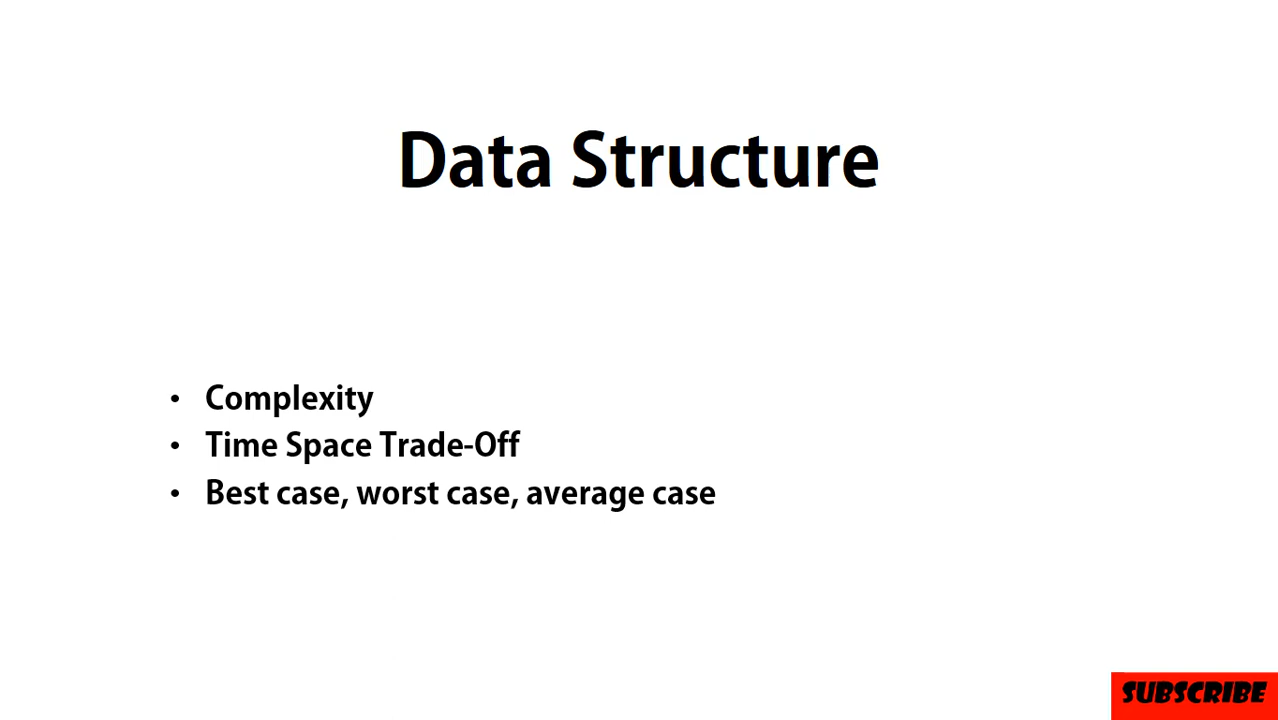 Data Structure
• Complexity
• Time Space Trade-Off
• Best case, worst case, average case
SUBSCRIBE